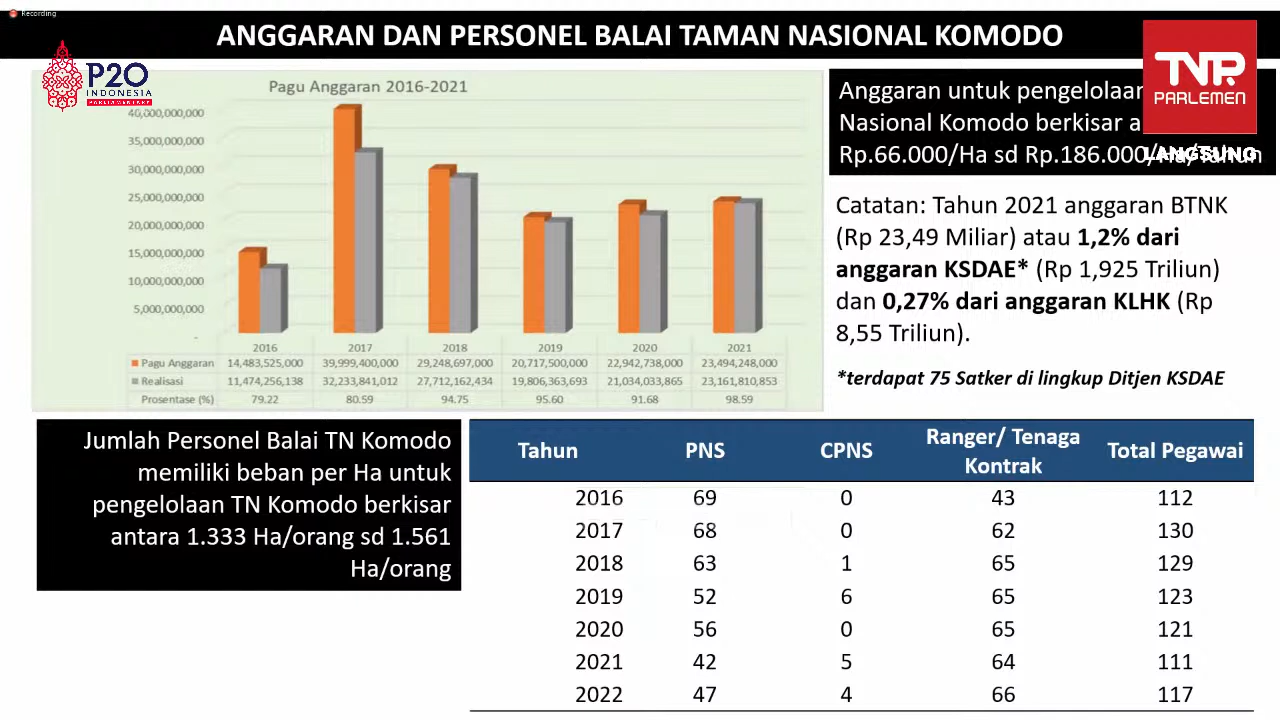 Recording
ANGGARAN DAN PERSONEL BALAI TAMAN NASIONAL KOMODO
P20
INDONESIA
PARLIAMENTARY
TVP.
PARLEMEN
LANGSUNG
Pagu Anggaran 2016-2021
40,000,000,000
35,000,000,000
30,000,000,000
25,000,000,000
20,000,000,000
15,000,000,000
10,000,000,000
5,000,000,000
-
2016 2017 2018 2019 2020 2021
Pagu Anggaran 14,483,525,000 39,999,400,000 29,248,697,000 20,717,500,000 22,942,738,000 23,494,248,000
Realisasi 11,474,256,138 32,233,841,012 27,712,162,434 19,806,363,693 21,034,033,865 23,161,810,853
Prosentase (%) 79.22 80.59 94.75 95.60 91.68 98.59
Anggaran untuk pengelolaan
Nasional Komodo berkisar
Rp.66.000/Ha sd Rp.186.000/Ha/Tahun
Catatan: Tahun 2021 anggaran BTNK
(Rp 23,49 Miliar) atau 1,2% dari
anggaran KSDAE* (Rp 1,925 Triliun)
dan 0,27% dari anggaran KLHK (Rp
8,55 Triliun).
*terdapat 75 Satker di lingkup Ditjen KSDAE
Jumlah Personel Balai TN Komodo
memiliki beban per Ha untuk
pengelolaan TN Komodo berkisar
antara 1.333 Ha/orang sd 1.561
Ha/orang
Tahun PNS CPNS Ranger/ Tenaga Kontrak Total Pegawai
2016 69 0 43 112
2017 68 0 62 130
2018 63 1 65 129
2019 52 6 65 123
2020 56 0 65 121
2021 42 5 64 111
2022 47 4 66 117